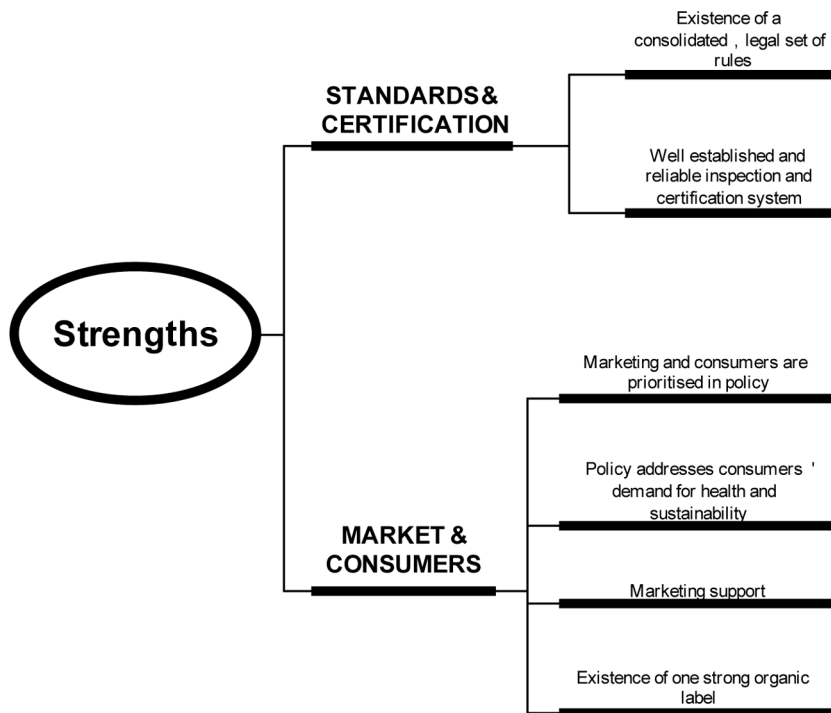 Existence of a
consolidated , legal set of
rules
STANDARDS &
CERTIFICATION
Well established and
reliable inspection and
certification system
Strengths
Marketing and consumers are
prioritised in policy
Policy addresses consumers '
demand for health and
sustainability
MARKET &
CONSUMERS
Marketing support
Existence of one strong organic
label